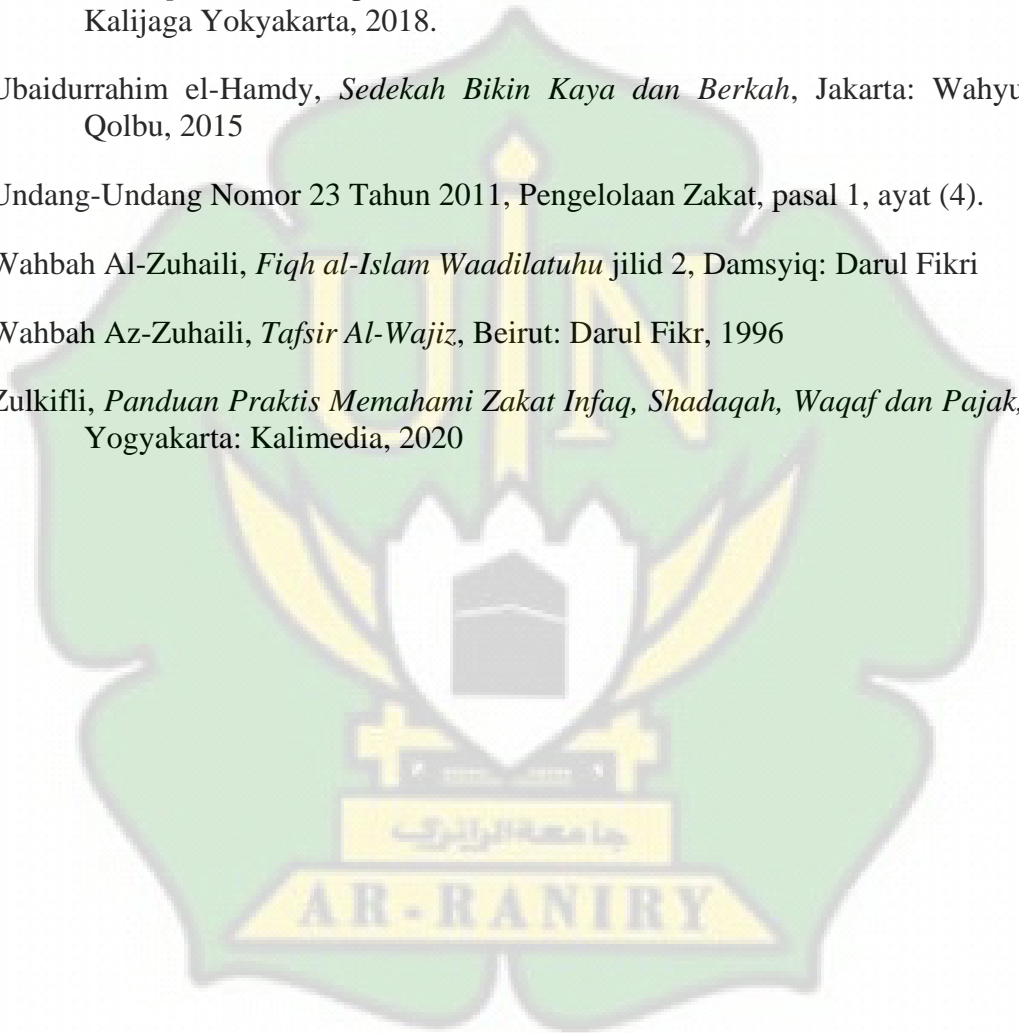 Kalijaga Yokyakarta, 2018.
Ubaidurrahim el-Hamdy, Sedekah Bikin Kaya dan Berkah, Jakarta: Wahyu
Qolbu, 2015
Undang-Undang Nomor 23 Tahun 2011, Pengelolaan Zakat, pasal 1, ayat (4).
Wahbah Al-Zuhaili, Fiqh al-Islam Waadilatuhu jilid 2, Damsyiq: Darul Fikri
Wahbah Az-Zuhaili, Tafsir Al-Wajiz, Beirut: Darul Fikr, 1996
Zulkifli, Panduan Praktis Memahami Zakat Infaq, Shadaqah, Waqaf dan Pajak,
Yogyakarta: Kalimedia, 2020
UIN
جامعةالرانري
AR-RANIRY